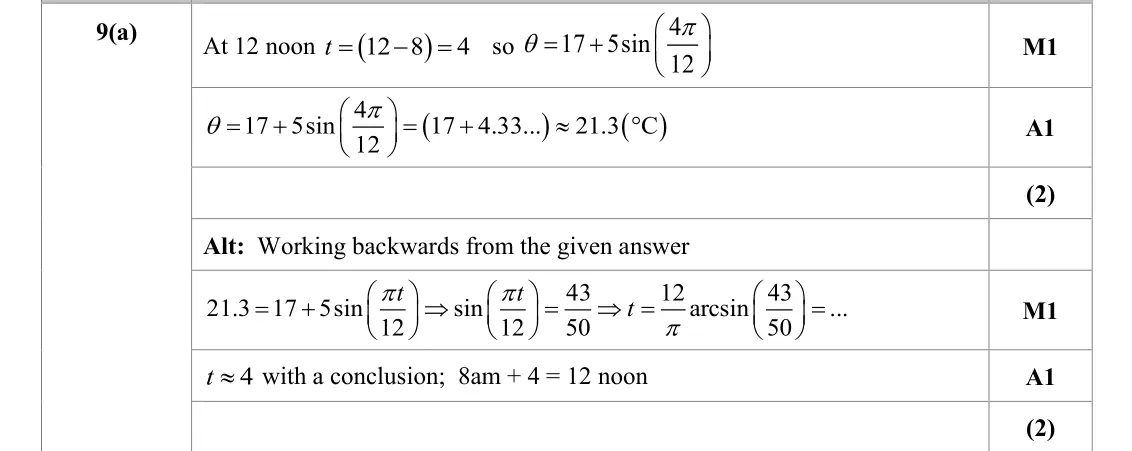 9(a)
At 12 noon t = (12 − 8) = 4 so θ = 17 + 5sin(4π/12) M1
θ = 17 + 5sin(4π/12) = (17 + 4.33...) ≈ 21.3(°C) A1
(2)
Alt: Working backwards from the given answer
21.3 = 17 + 5sin(πt/12) ⇒ sin(πt/12) = 43/50 ⇒ t = 12/π arcsin(43/50) = ... M1
t ≈ 4 with a conclusion; 8am + 4 = 12 noon A1
(2)